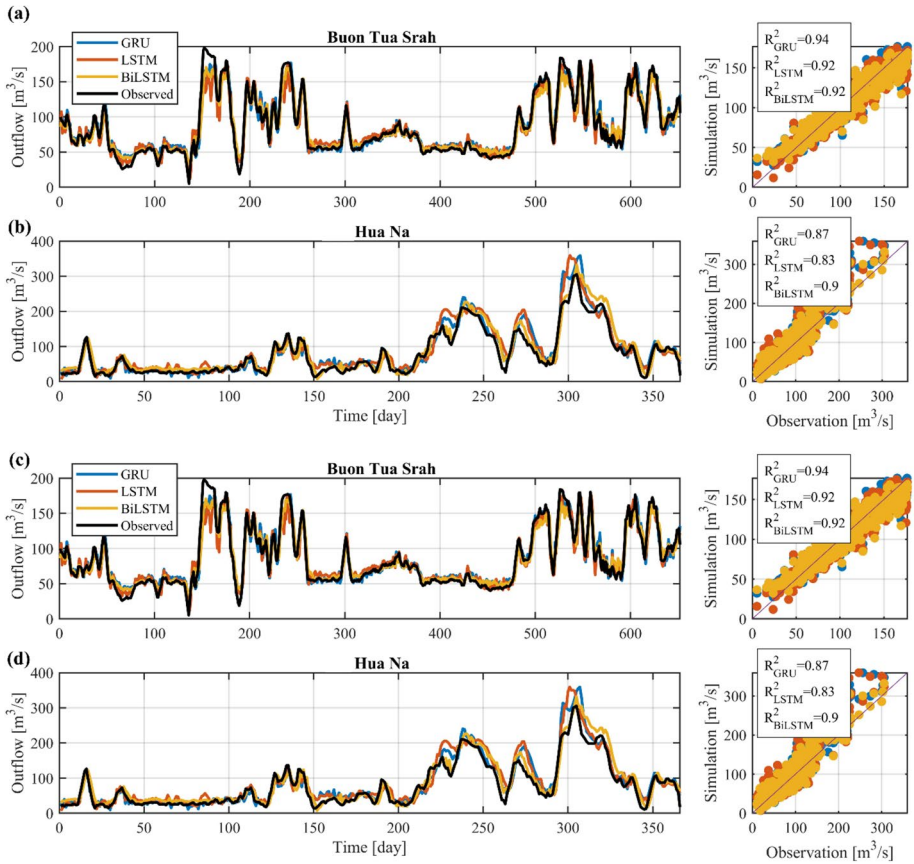 (a)
Buon Tua Srah
GRU
LSTM
BiLSTM
Observed
Outflow [m³/s]
200
150
100
50
0
0 100 200 300 400 500 600
R²GRU=0.94
R²LSTM=0.92
R²BiLSTM=0.92
Simulation [m³/s]
150
100
50
0
50 100 150
(b)
Hua Na
Outflow [m³/s]
400
300
200
100
0
0 50 100 150 200 250 300 350
Time [day]
R²GRU=0.87
R²LSTM=0.83
R²BiLSTM=0.9
Simulation [m³/s]
300
200
100
0
0 100 200 300
Observation [m³/s]
(c)
Buon Tua Srah
GRU
LSTM
BiLSTM
Observed
Outflow [m³/s]
200
150
100
50
0
0 100 200 300 400 500 600
R²GRU=0.94
R²LSTM=0.92
R²BiLSTM=0.92
Simulation [m³/s]
150
100
50
0
50 100 150
(d)
Hua Na
Outflow [m³/s]
400
300
200
100
0
0 50 100 150 200 250 300 350
Time [day]
R²GRU=0.87
R²LSTM=0.83
R²BiLSTM=0.9
Simulation [m³/s]
300
200
100
0
0 100 200 300
Observation [m³/s]